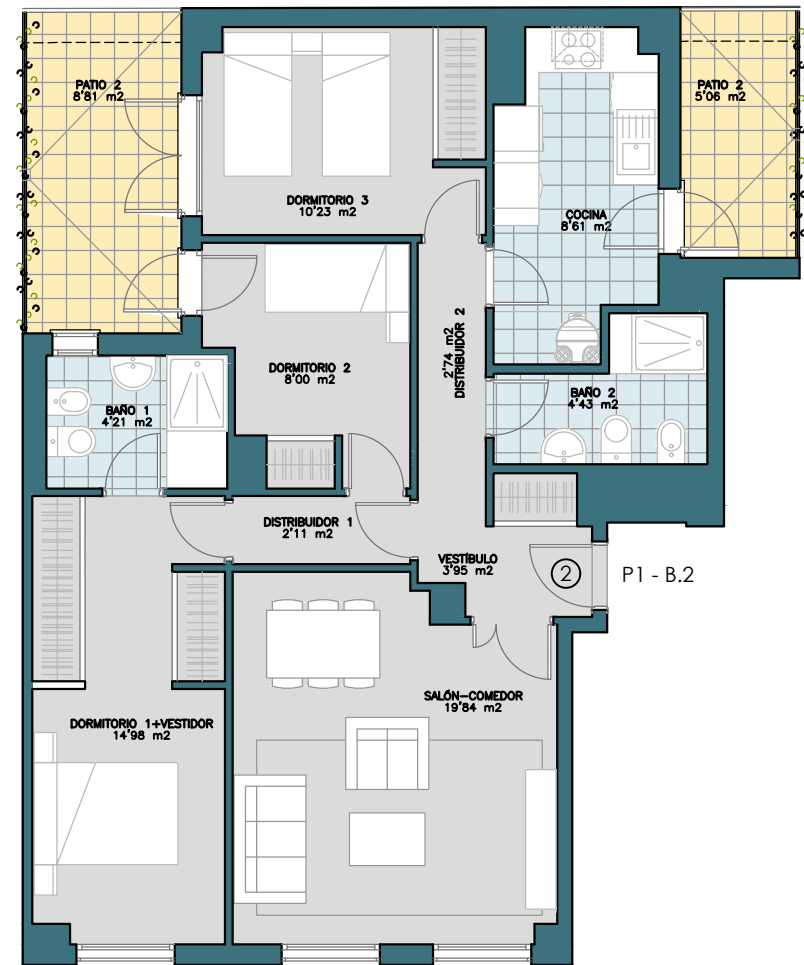 PATIO 2
8'81 m2
PATIO 2
5'06 m2
DORMITORIO 3
10'23 m2
COCINA
8'61 m2
DORMITORIO 2
8'00 m2
DISTRIBUIDOR 2
2'74 m2
BAÑO 1
4'21 m2
BAÑO 2
4'43 m2
DISTRIBUIDOR 1
2'11 m2
VESTÍBULO
3'95 m2
2
P1 - B.2
SALÓN-COMEDOR
19'84 m2
DORMITORIO 1+VESTIDOR
14'98 m2